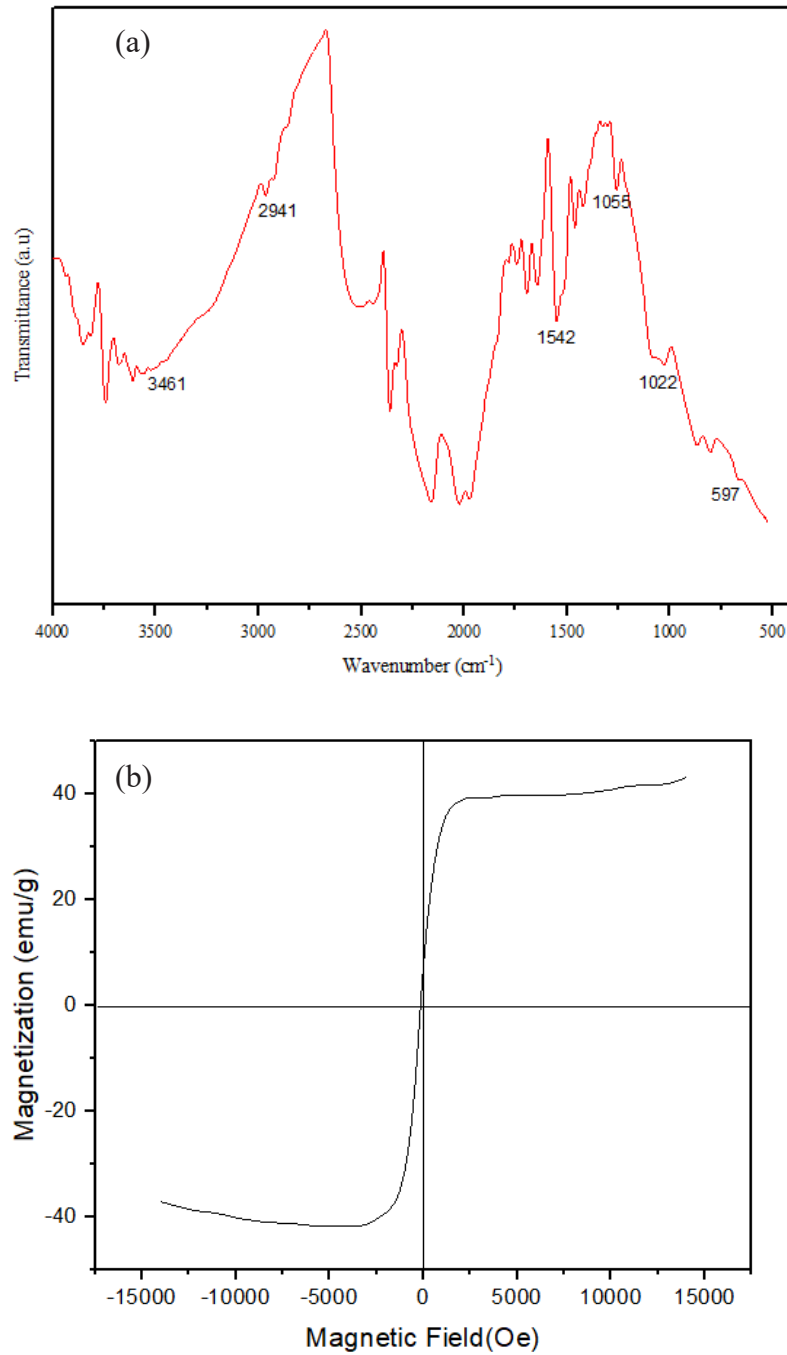 (a)
Transmittance (a.u)
2941
3461
1542
1055
1022
597
4000 3500 3000 2500 2000 1500 1000 500
Wavenumber (cm⁻¹)
(b)
Magnetization (emu/g)
40
20
0
-20
-40
-15000 -10000 -5000 0 5000 10000 15000
Magnetic Field(Oe)